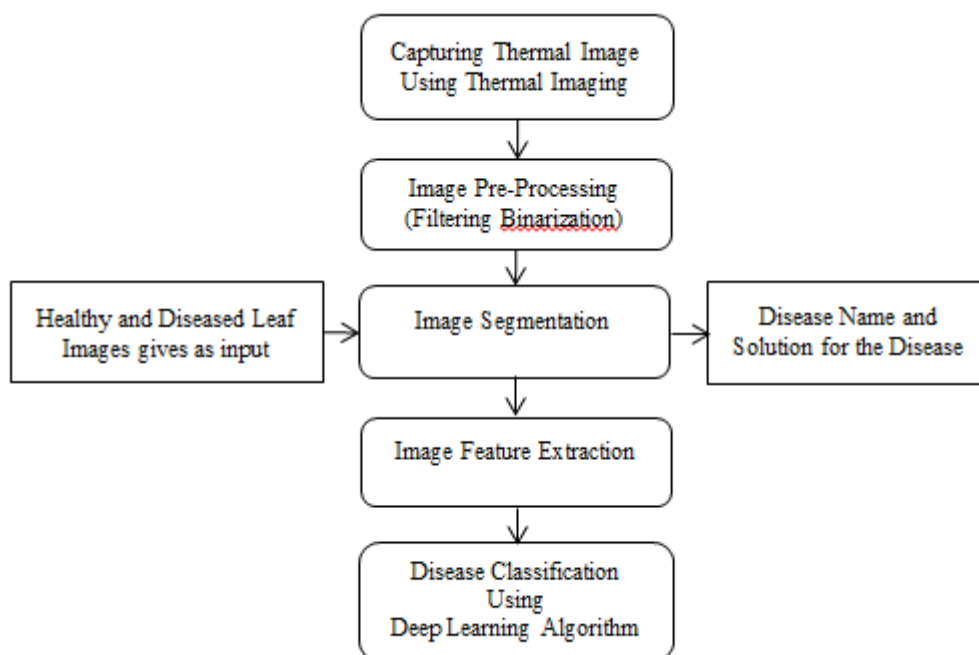 Capturing Thermal Image
Using Thermal Imaging
Image Pre-Processing
(Filtering Binarization)
Healthy and Diseased Leaf
Images gives as input
Image Segmentation
Disease Name and
Solution for the Disease
Image Feature Extraction
Disease Classification
Using
Deep Learning Algorithm